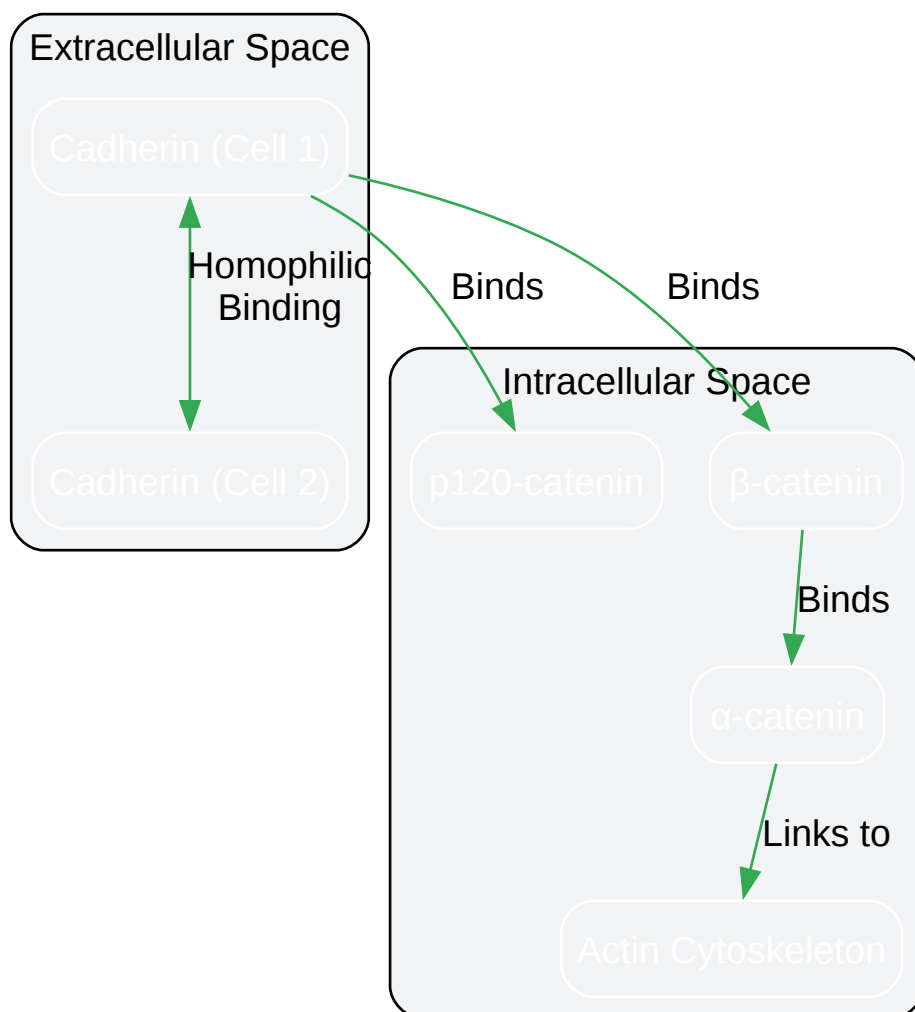 Extracellular Space
Cadherin (Cell 1)
Homophilic
Binding
Binds
Binds
Cadherin (Cell 2)
Intracellular Space
p120-catenin
β-catenin
Binds
α-catenin
Links to
Actin Cytoskeleton